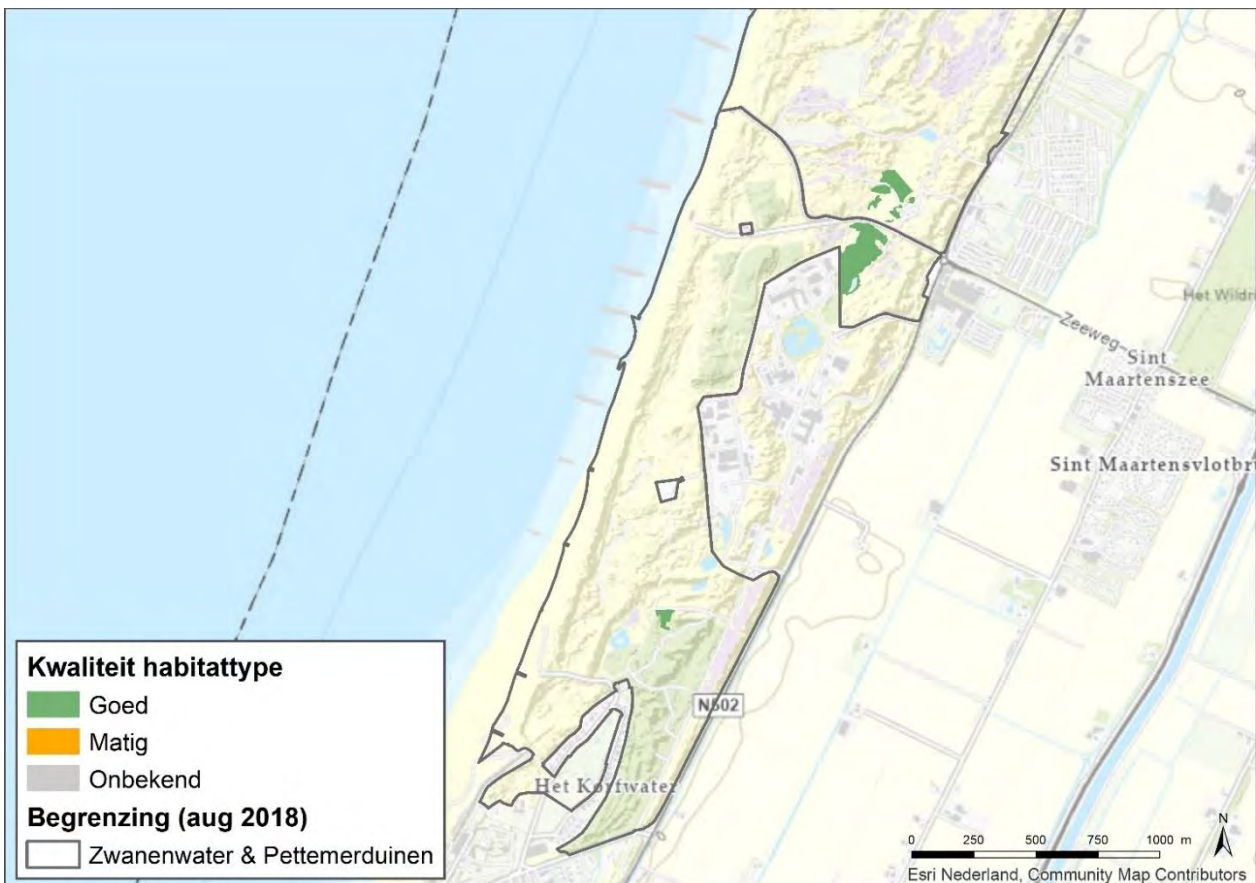 Het Wildr
Zeeweg
Sint
Maartenszee
Sint Maartensvlotbr
N502
Het Korfwater
Kwaliteit habitattype
Goed
Matig
Onbekend
Begrenzing (aug 2018)
Zwanenwater & Pettemerduinen
N
0 250 500 750 1000 m
Esri Nederland, Community Map Contributors